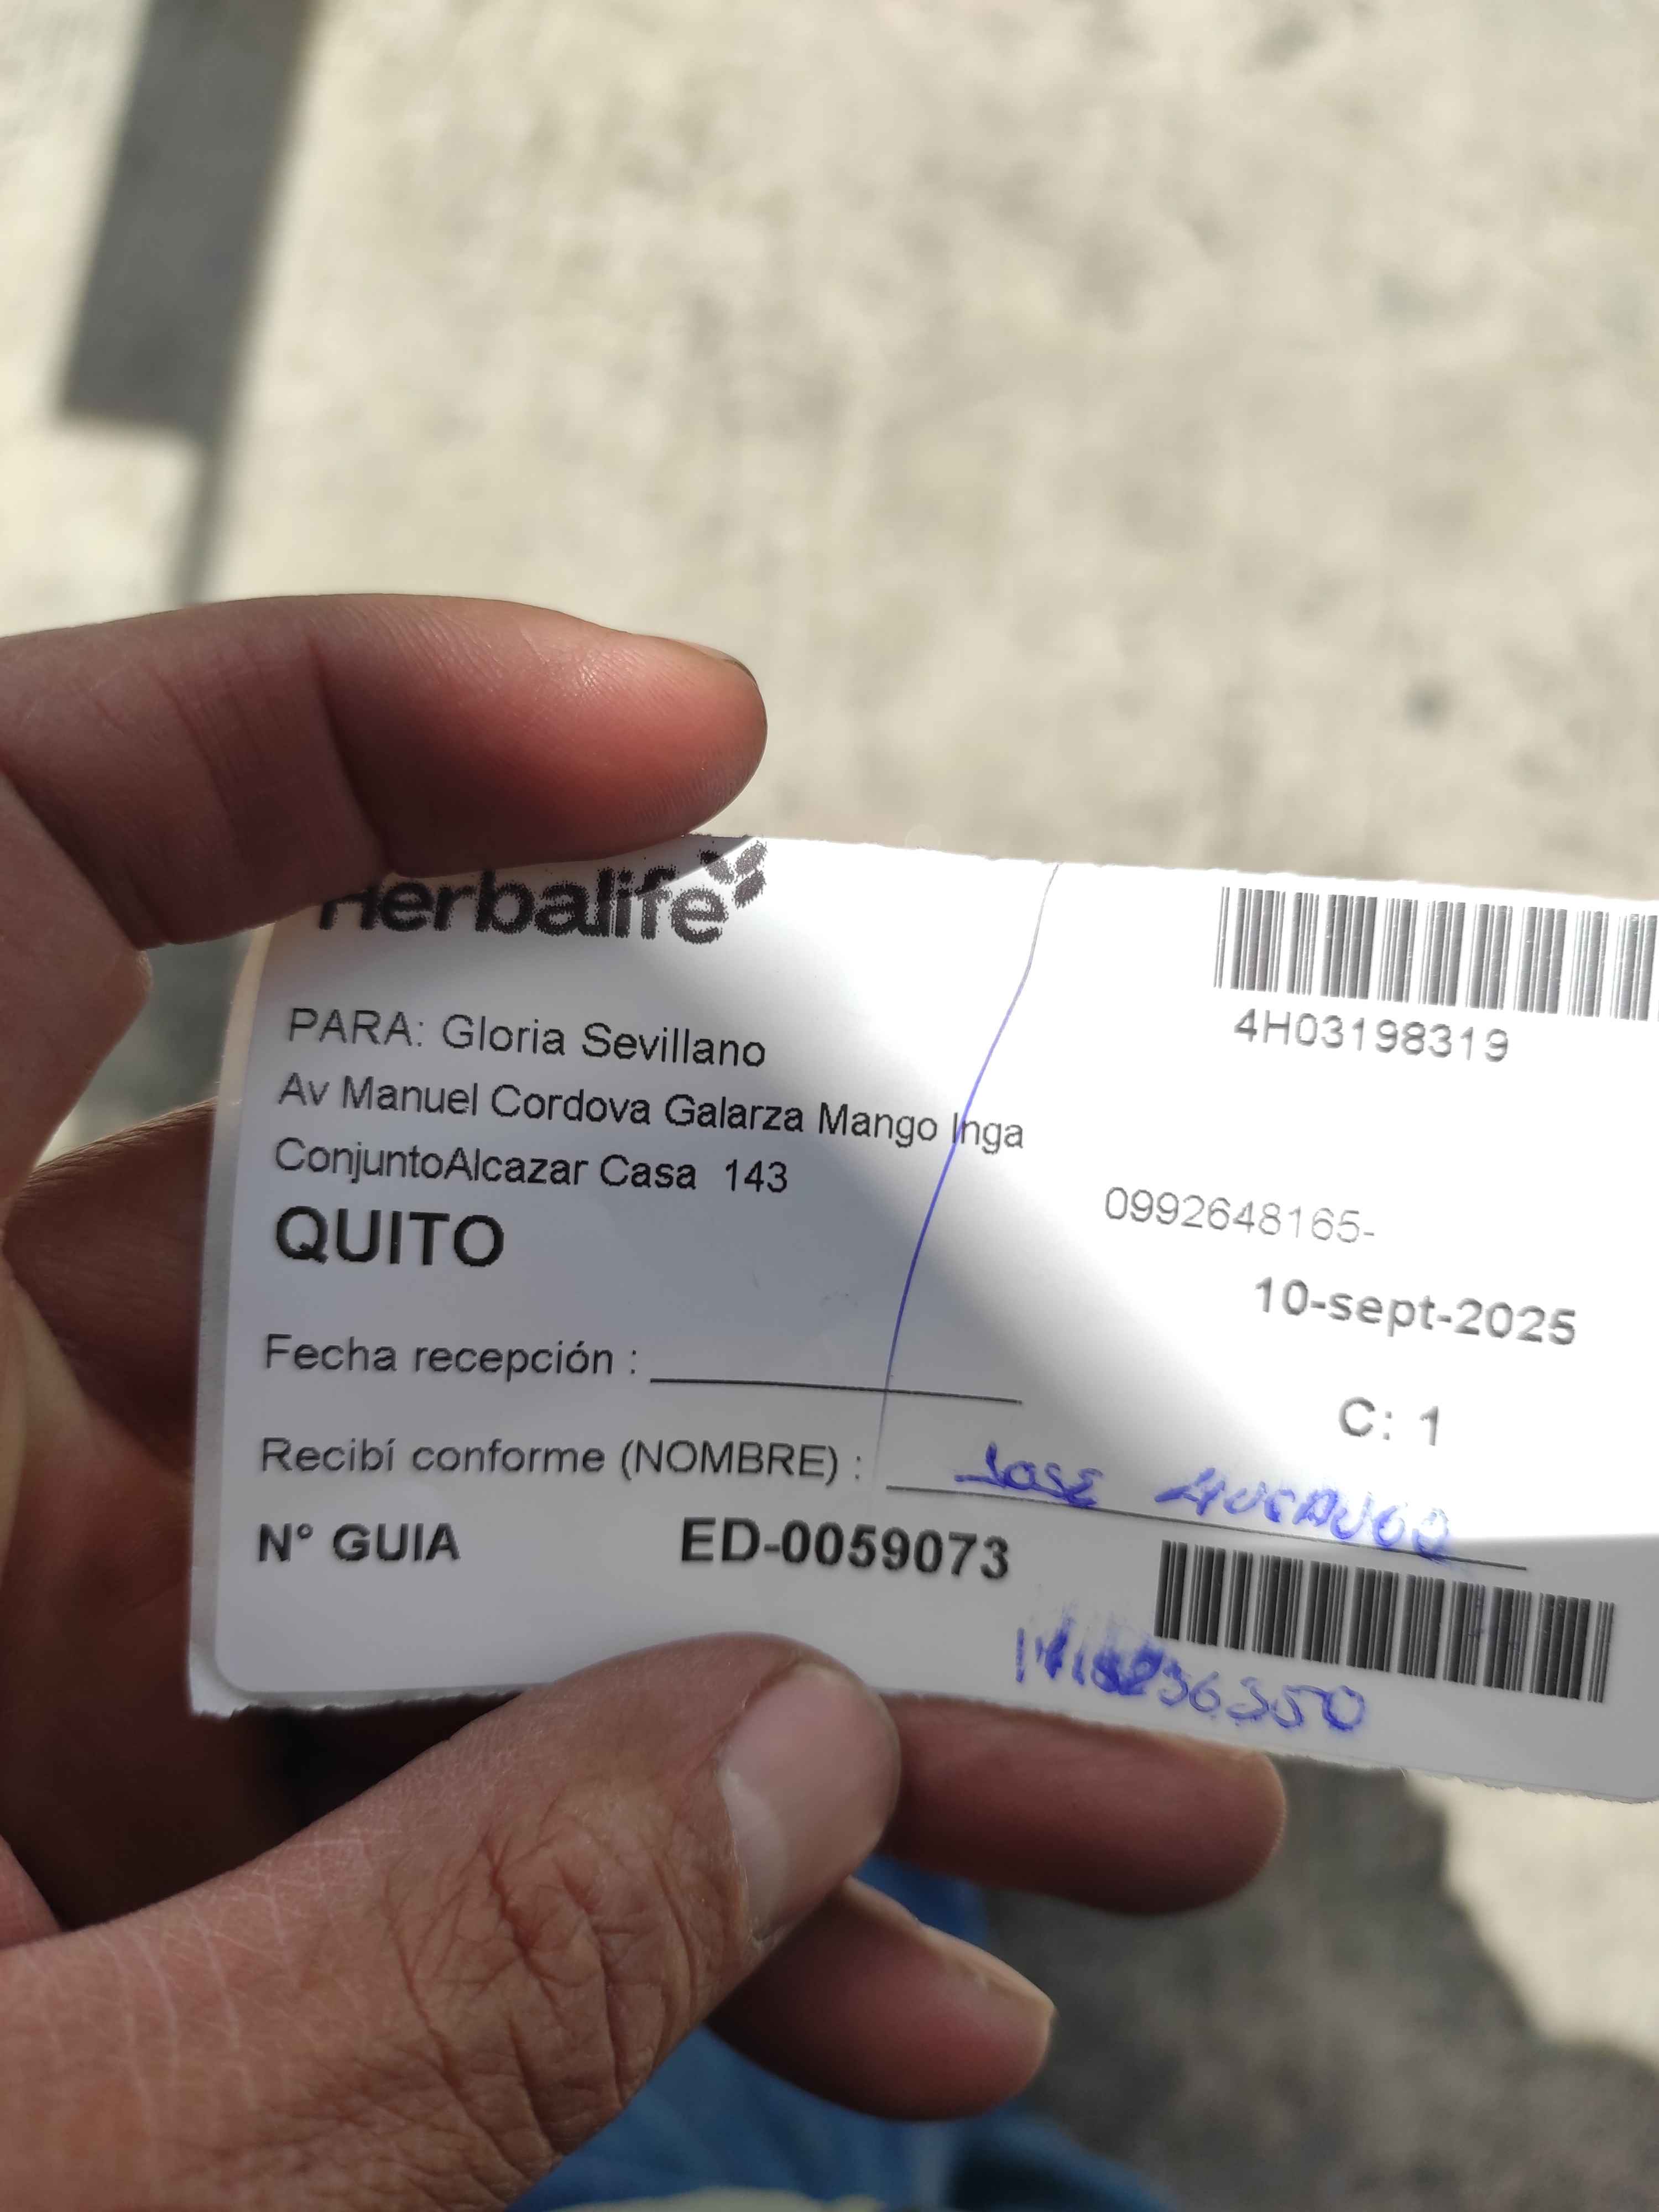 Herbalife
4H03198319
PARA: Gloria Sevillano
Av Manuel Cordova Galarza Mango Inga
ConjuntoAlcazar Casa 143
0992648165-
QUITO
10-sept-2025
Fecha recepción :
C: 1
Recibí conforme (NOMBRE) : JOSE
N° GUIA ED-0059073